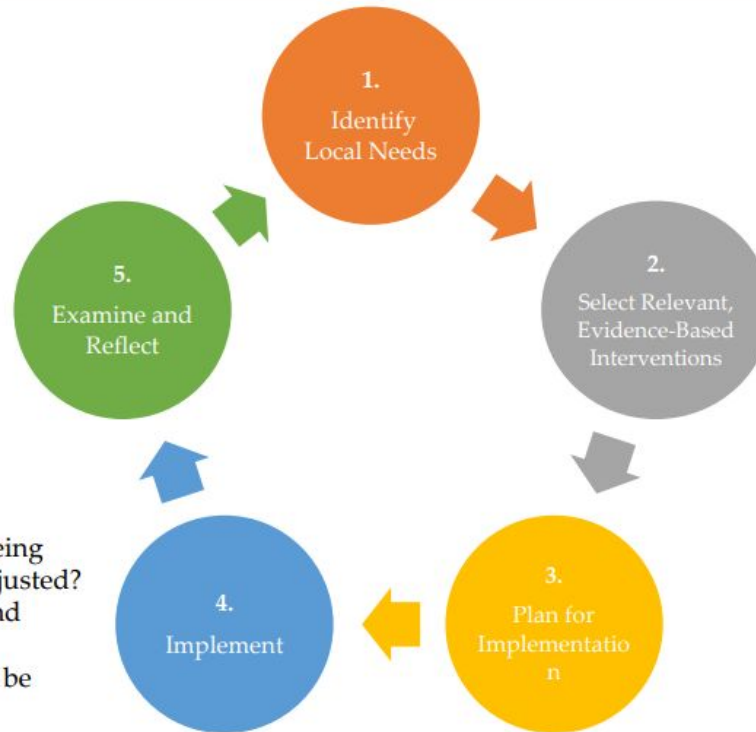 1.
Identify
Local Needs
2.
Select Relevant,
Evidence-Based
Interventions
3.
Plan for
Implementatio
n
4.
Implement
5.
Examine and
Reflect
eing
justed?
nd
be